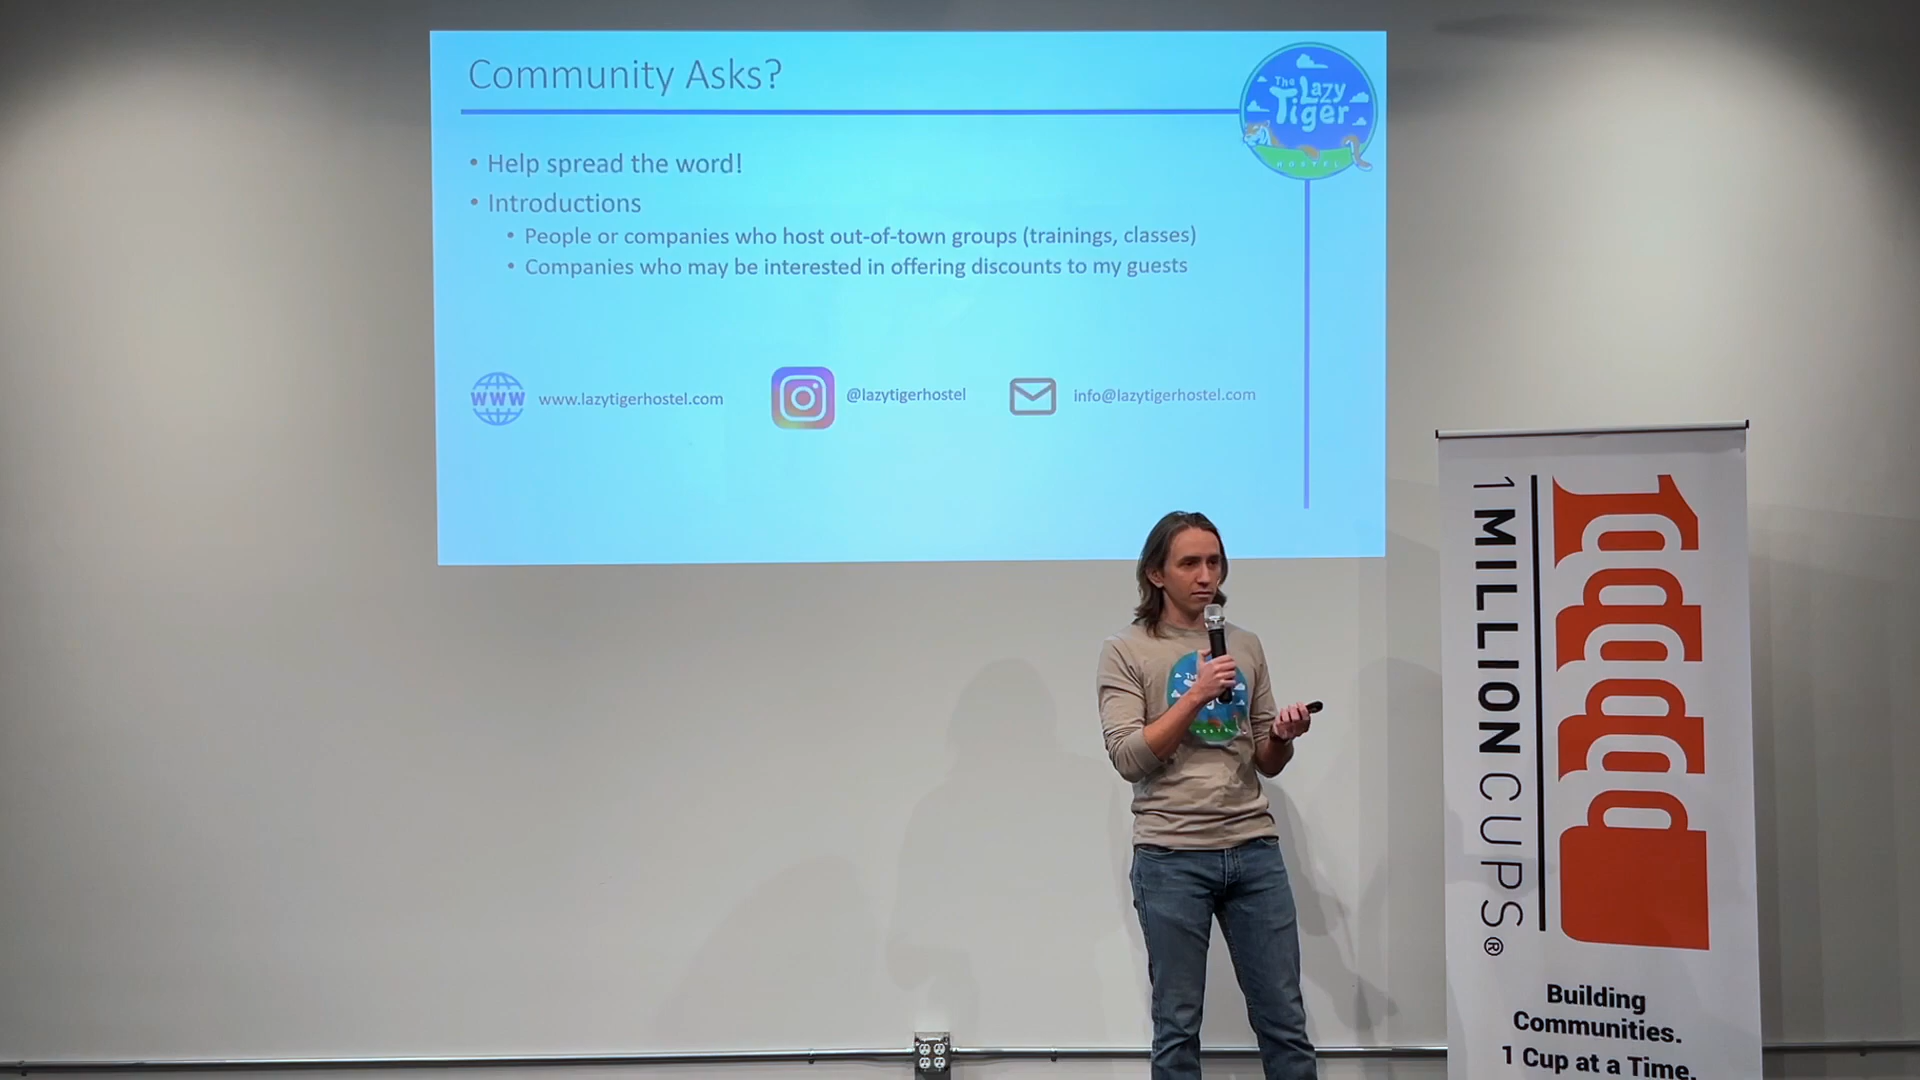 Community Asks?
The Lazy
Tiger
HOSTEL
• Help spread the word!
• Introductions
• People or companies who host out-of-town groups (trainings, classes)
• Companies who may be interested in offering discounts to my guests
WWW
www.lazytigerhostel.com
@lazytigerhostel
info@lazytigerhostel.com
1 MILLION CUPS®
Building
Communities.
1 Cup at a Time.
HOSTEL